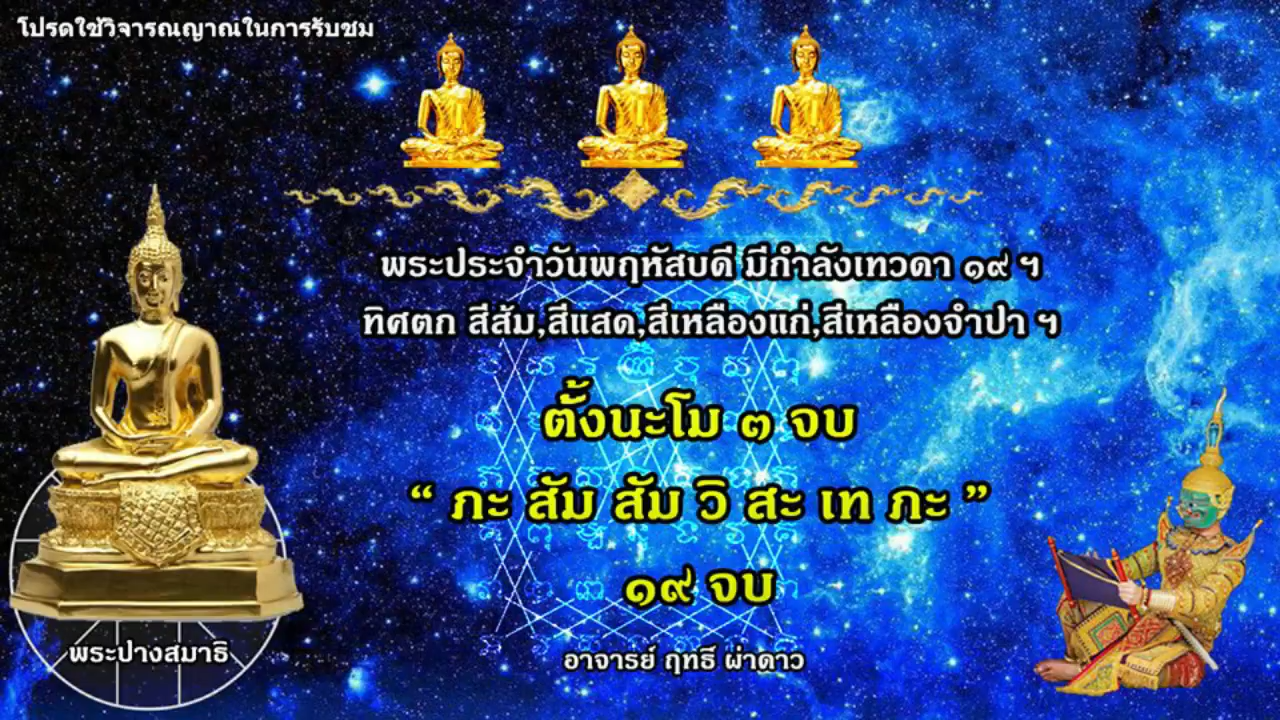 โปรดใช้วิจารณญาณในการรับชม
พระประจำวันพฤหัสบดี มีกำลังเทวดา ๑๙ ฯ
ทิศตก สีส้ม,สีแสด,สีเหลืองแก่,สีเหลืองจำปา ฯ
ตั้งนะโม ๓ จบ
“ ภะ สัม สัม วิ สะ เท ภะ ”
๑๙ จบ
พระปางสมาธิ
อาจารย์ ฤทธิ์ ผ่าดาว